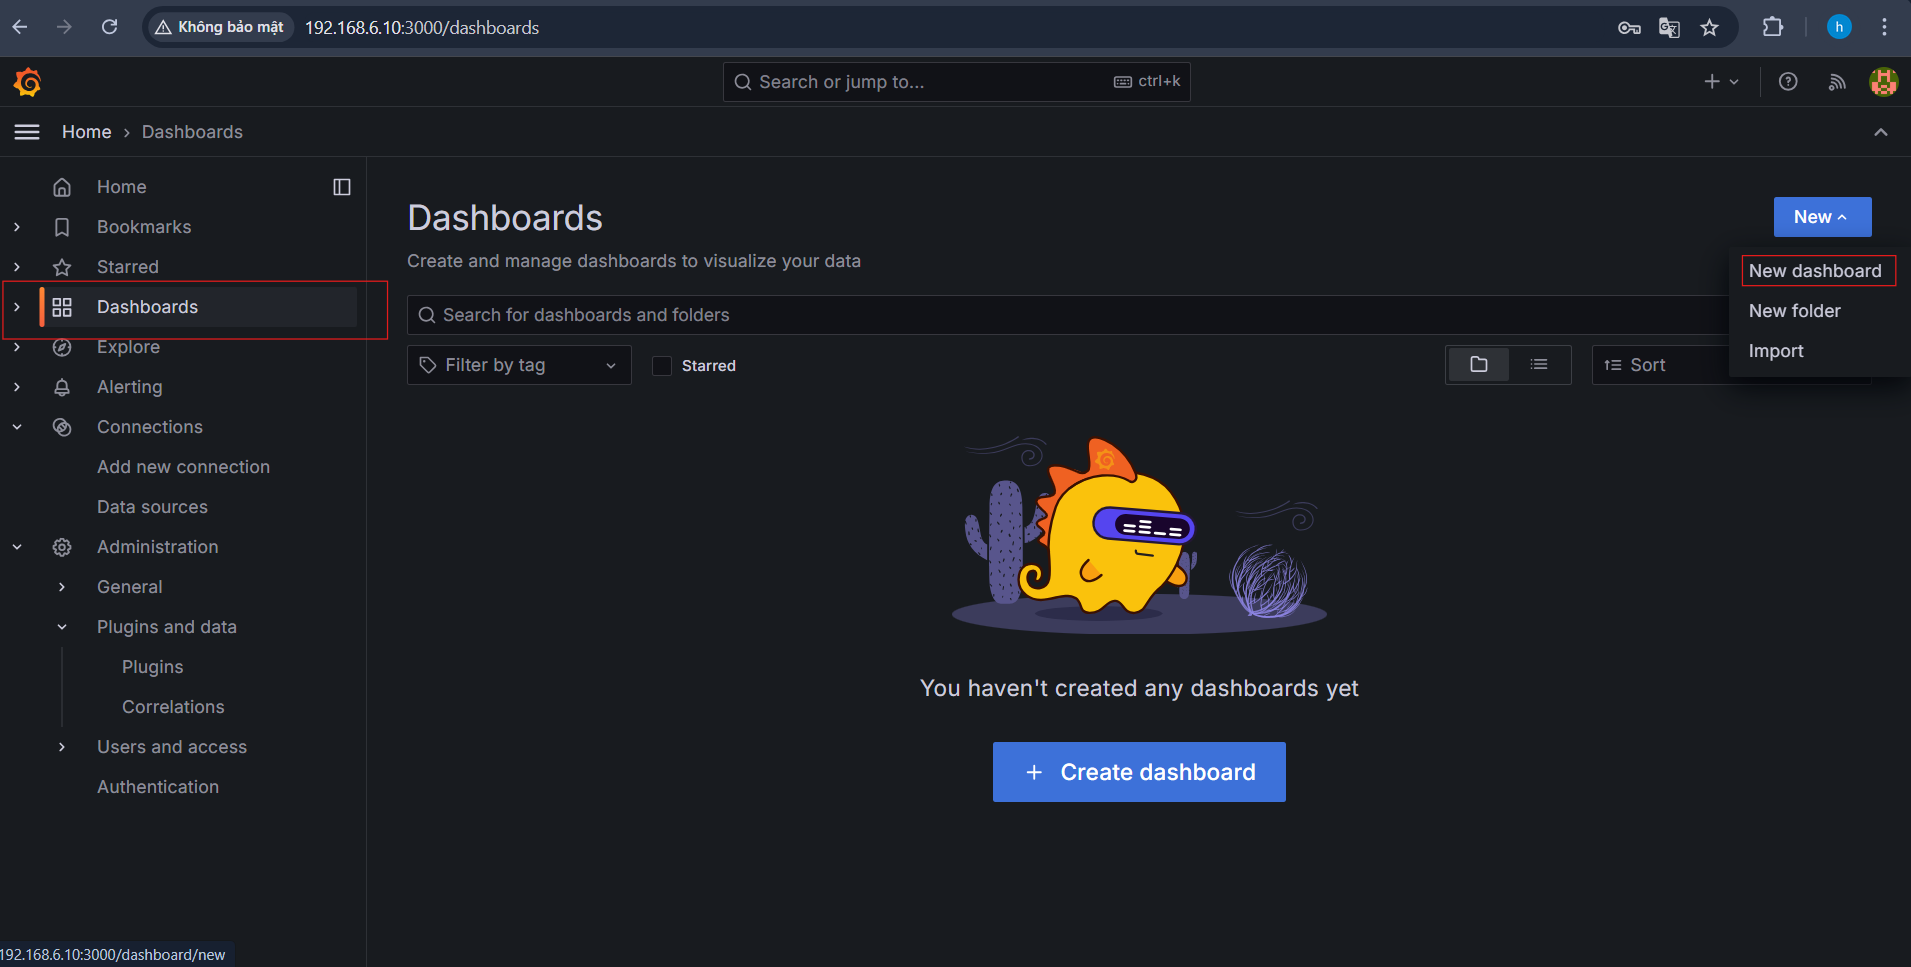 Không bảo mật 192.168.6.10:3000/dashboards h
Search or jump to... ctrl+k
Home › Dashboards
Home
Bookmarks
Starred
Dashboards
Explore
Alerting
Connections
Add new connection
Data sources
Administration
General
Plugins and data
Plugins
Correlations
Users and access
Authentication
Dashboards
New
Create and manage dashboards to visualize your data
New dashboard
New folder
Import
Search for dashboards and folders
Filter by tag Starred Sort
You haven't created any dashboards yet
+ Create dashboard
192.168.6.10:3000/dashboard/new